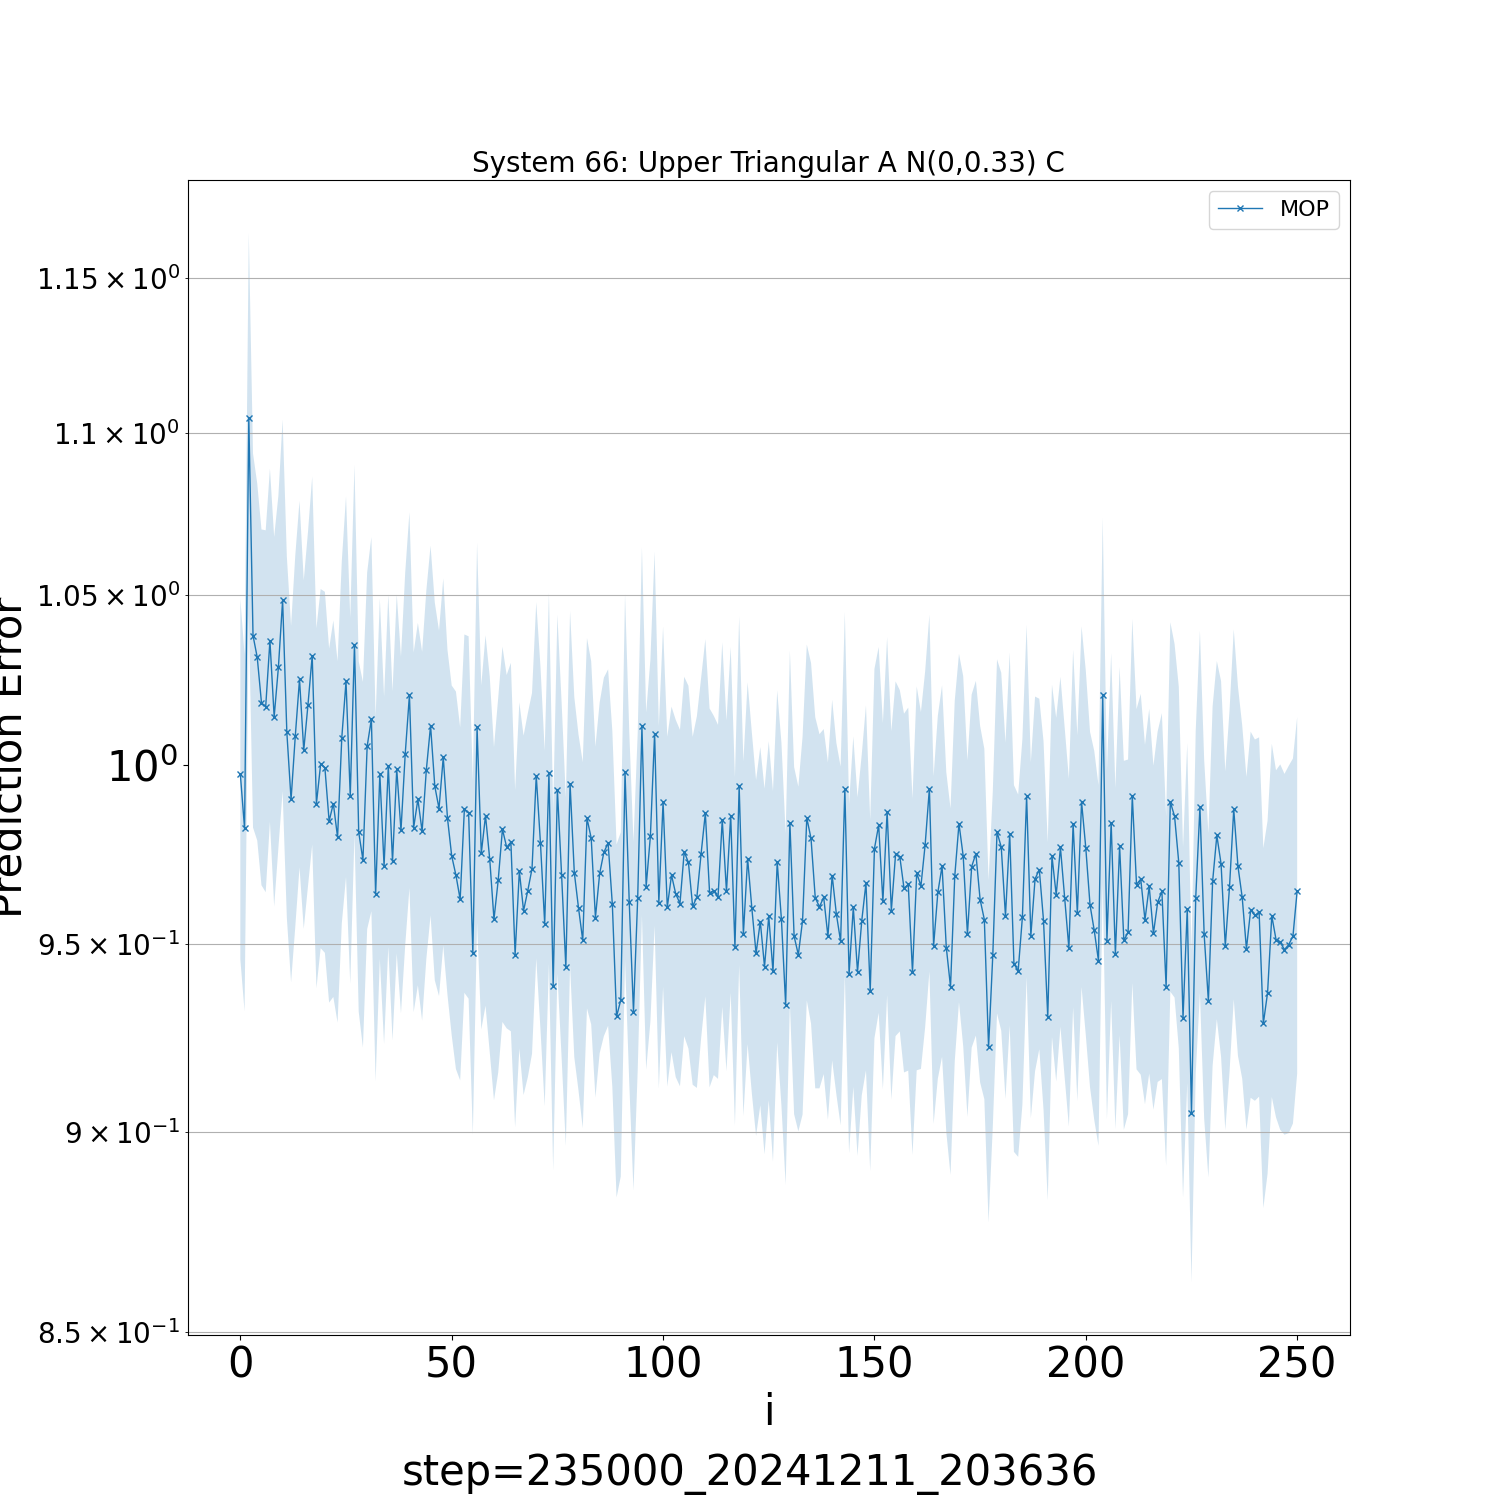 System 66: Upper Triangular A N(0,0.33) C
MOP
Prediction Error
1.15 × 10⁰
1.1 × 10⁰
1.05 × 10⁰
10⁰
9.5 × 10⁻¹
9 × 10⁻¹
8.5 × 10⁻¹
0 50 100 150 200 250
i
step=235000_20241211_203636